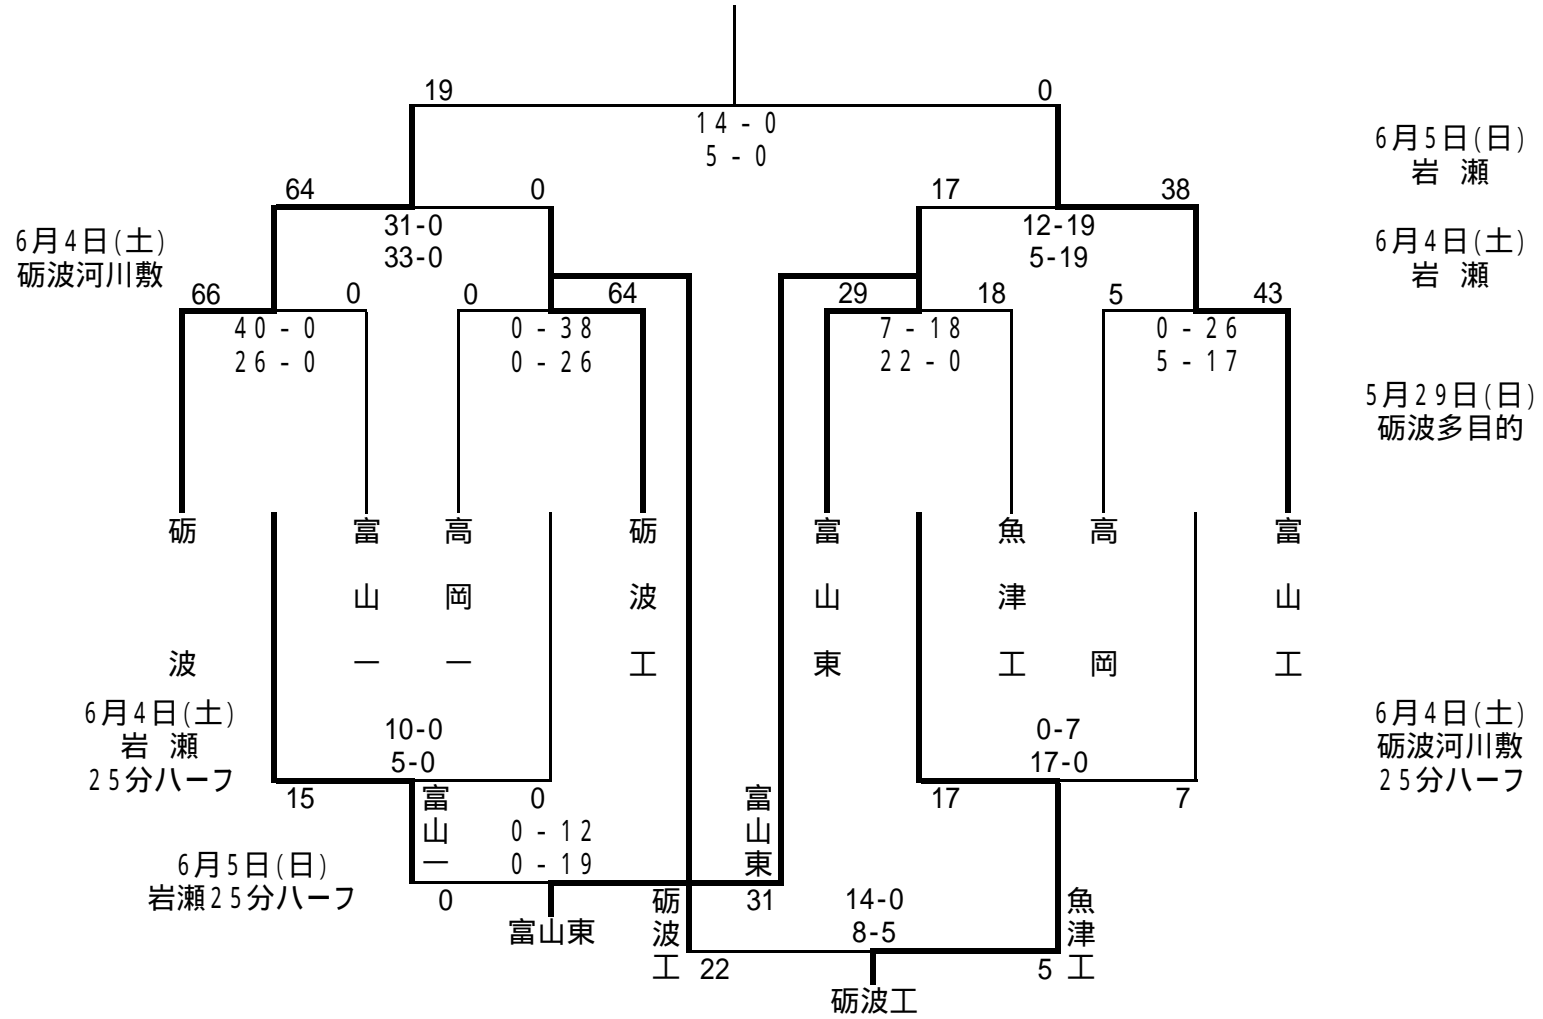 19
0
14 - 0
5 - 0
6月5日(日)
岩 瀬
64
0
17
38
31-0
33-0
12-19
5-19
6月4日(土)
砺波河川敷
6月4日(土)
岩 瀬
66
0
0
64
29
18
5
43
40 - 0
26 - 0
0 - 38
0 - 26
7 - 18
22 - 0
0 - 26
5 - 17
5月29日(日)
砺波多目的
砺波
富山一
高岡一
砺波工
富山東
魚津工
高岡
富山工
6月4日(土)
岩 瀬
25分ハーフ
10-0
5-0
0-7
17-0
6月4日(土)
砺波河川敷
25分ハーフ
15
0
17
7
富山一
0 - 12
0 - 19
富山東
6月5日(日)
岩瀬25分ハーフ
0
31
富山東
砺波工
14-0
8-5
魚津工
22
5
砺波工